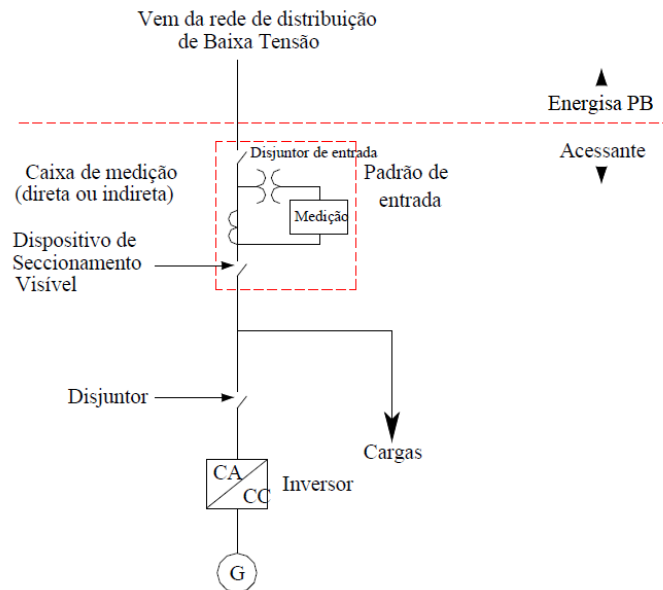 Vem da rede de distribuição
de Baixa Tensão
Energisa PB
Disjuntor de entrada
Acessante
Caixa de medição
(direta ou indireta)
Padrão de
entrada
Medição
Dispositivo de
Seccionamento
Visível
Disjuntor
Cargas
CA
CC
Inversor
G